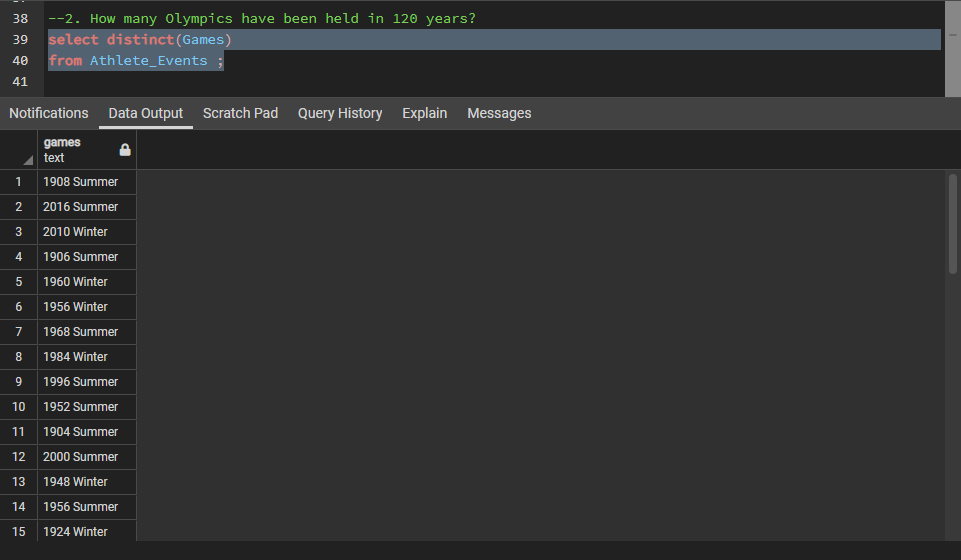 38 --2. How many Olympics have been held in 120 years?
39 select distinct(Games)
40 from Athlete_Events ;
41
Notifications Data Output Scratch Pad Query History Explain Messages
games
text
1 1908 Summer
2 2016 Summer
3 2010 Winter
4 1906 Summer
5 1960 Winter
6 1956 Winter
7 1968 Summer
8 1984 Winter
9 1996 Summer
10 1952 Summer
11 1904 Summer
12 2000 Summer
13 1948 Winter
14 1956 Summer
15 1924 Winter